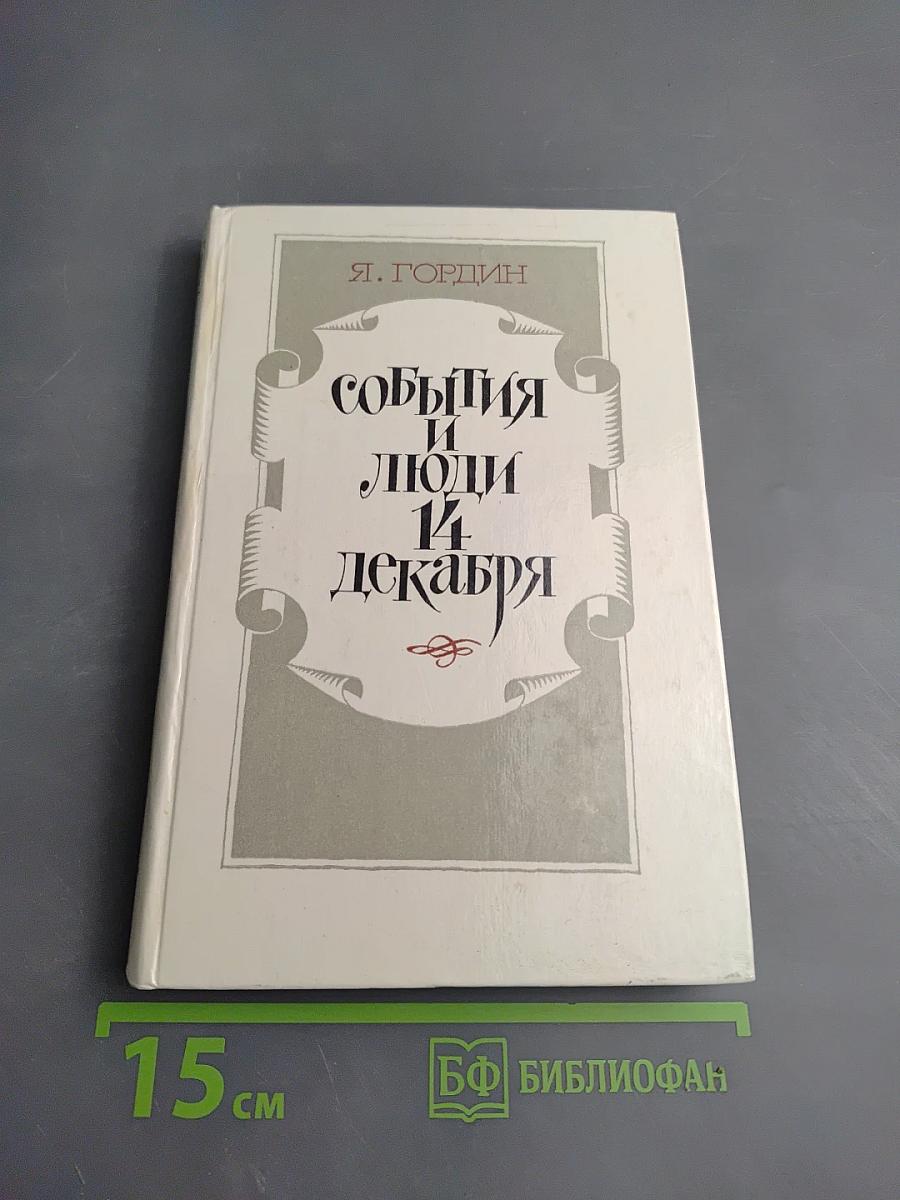 Я. ГОРДИН
СОБЫТИЯ
И
ЛЮДИ
14
ДЕКАБРЯ
15 см
БФ БИБЛИОФАН